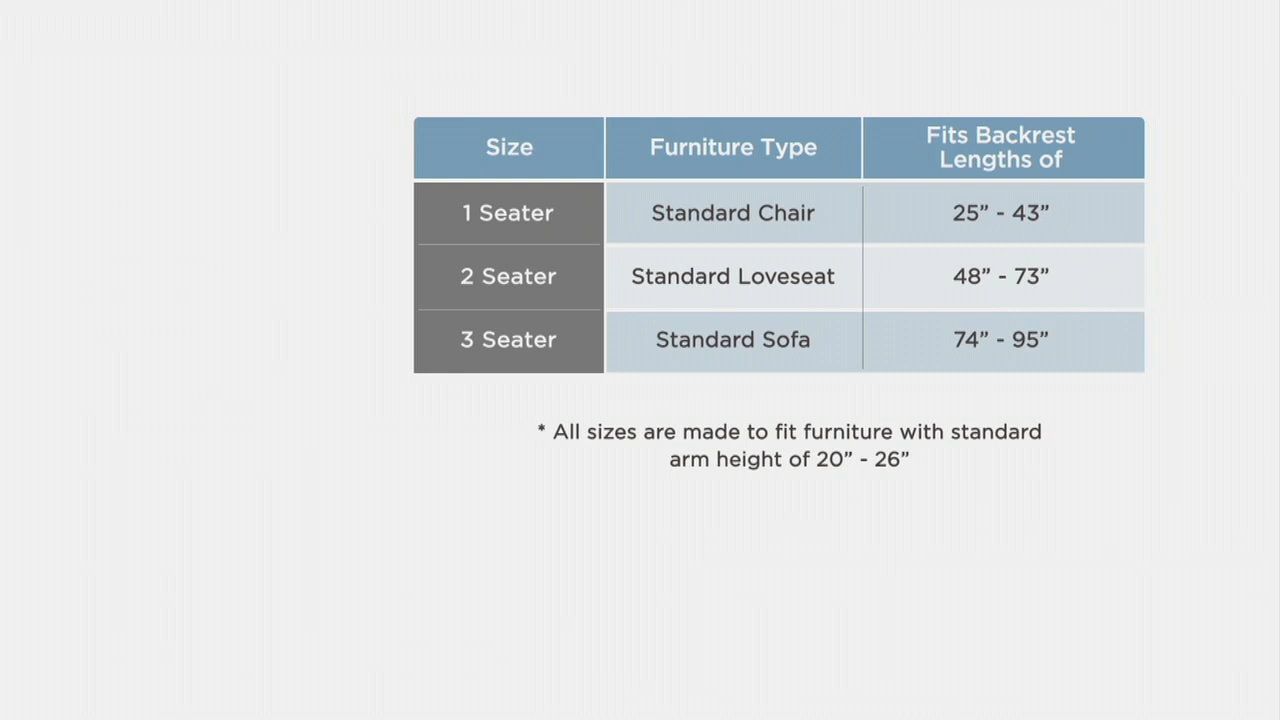 Size Furniture Type Fits Backrest
Lengths of
1 Seater Standard Chair 25” - 43”
2 Seater Standard Loveseat 48” - 73”
3 Seater Standard Sofa 74” - 95”
* All sizes are made to fit furniture with standard
arm height of 20” - 26”